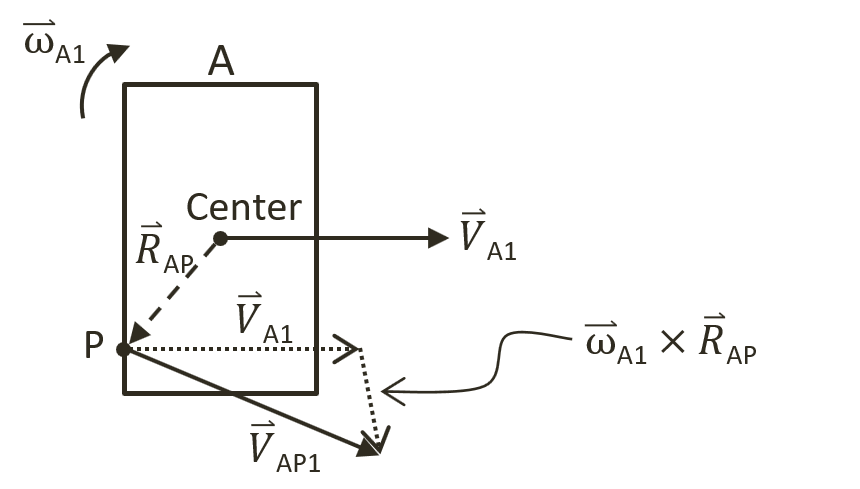 ω⃗A1
A
Center
R⃗AP
V⃗A1
V⃗A1
P
ω⃗A1 × R⃗AP
V⃗AP1